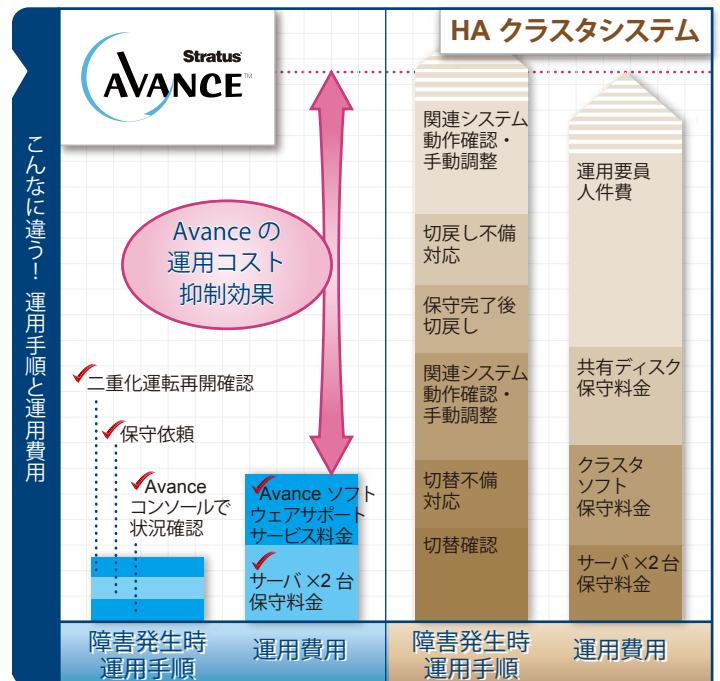 こんなに違う！ 運用手順と運用費用
Stratus®
AVANCE™
HA クラスタシステム
Avance の
運用コスト
抑制効果
二重化運転再開確認
保守依頼
Avance
コンソールで
状況確認
Avance ソフト
ウェアサポート
サービス料金
サーバ ×2 台
保守料金
障害発生時
運用手順
運用費用
関連システム
動作確認・
手動調整
切戻し不備
対応
保守完了後
切戻し
関連システム
動作確認・
手動調整
切替不備
対応
切替確認
運用要員
人件費
共有ディスク
保守料金
クラスタ
ソフト
保守料金
サーバ ×2 台
保守料金
障害発生時
運用手順
運用費用